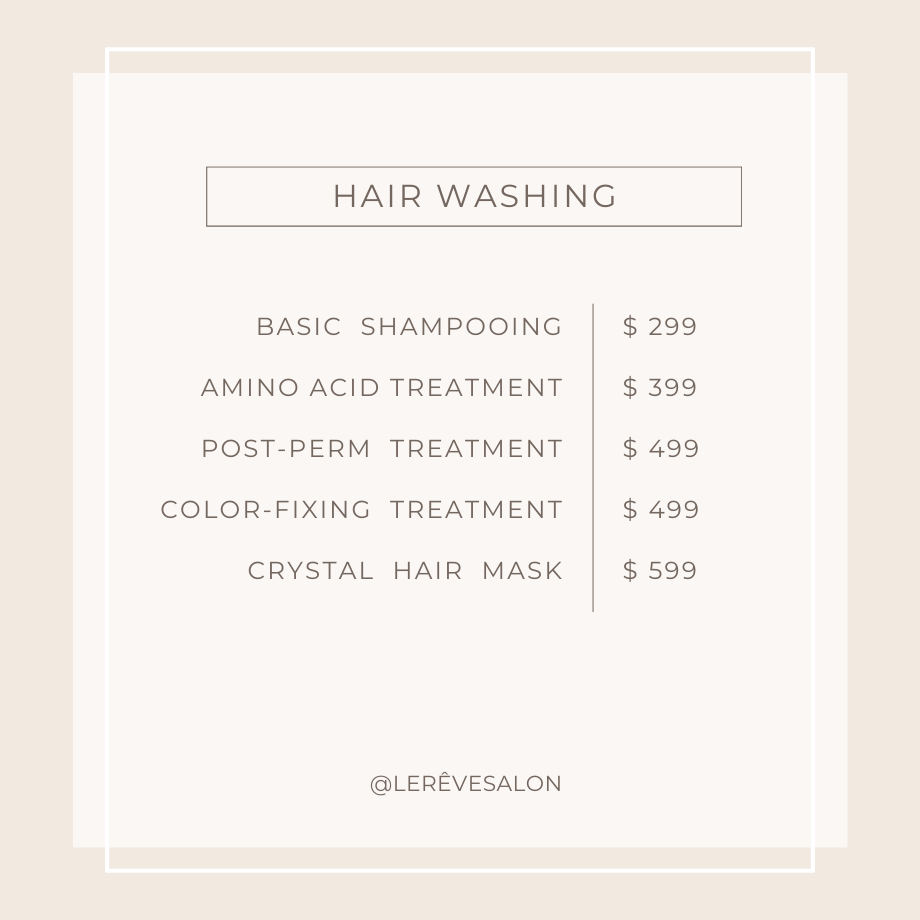 HAIR WASHING
BASIC SHAMPOOING $ 299
AMINO ACID TREATMENT $ 399
POST-PERM TREATMENT $ 499
COLOR-FIXING TREATMENT $ 499
CRYSTAL HAIR MASK $ 599
@LERÊVESALON